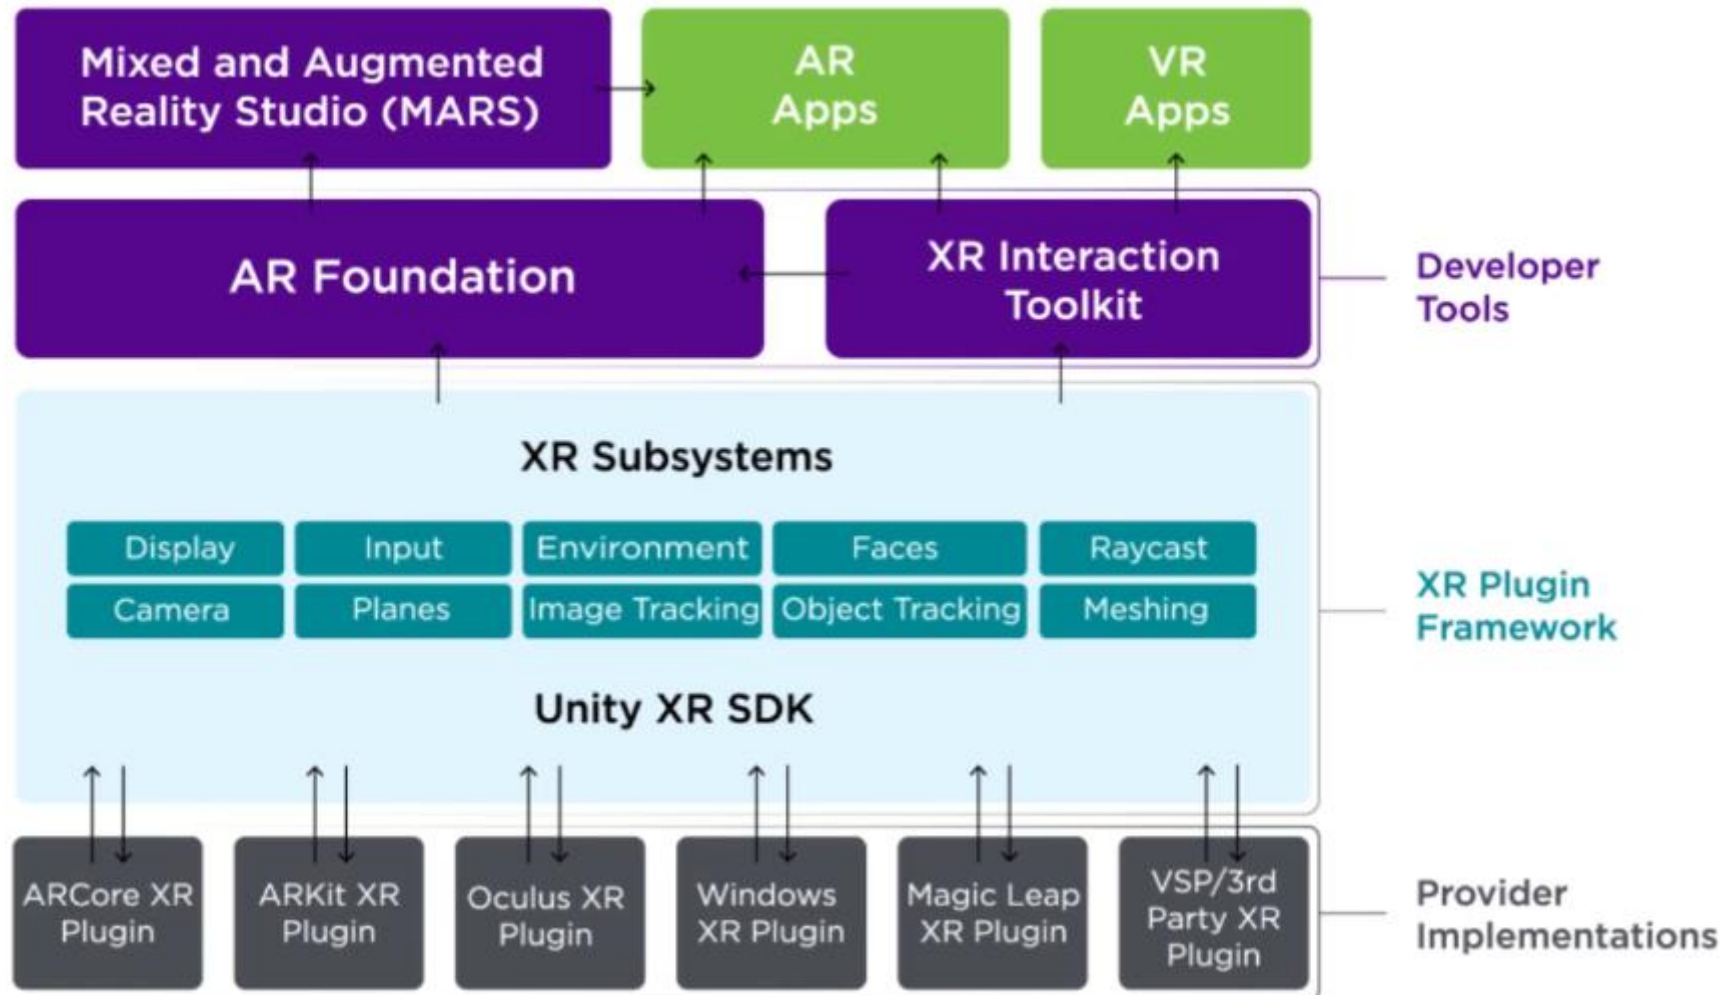 Mixed and Augmented
Reality Studio (MARS)
AR
Apps
VR
Apps
AR Foundation
XR Interaction
Toolkit
Developer
Tools
XR Subsystems
Display
Input
Environment
Faces
Raycast
Camera
Planes
Image Tracking
Object Tracking
Meshing
XR Plugin
Framework
Unity XR SDK
ARCore XR
Plugin
ARKit XR
Plugin
Oculus XR
Plugin
Windows
XR Plugin
Magic Leap
XR Plugin
VSP/3rd
Party XR
Plugin
Provider
Implementations